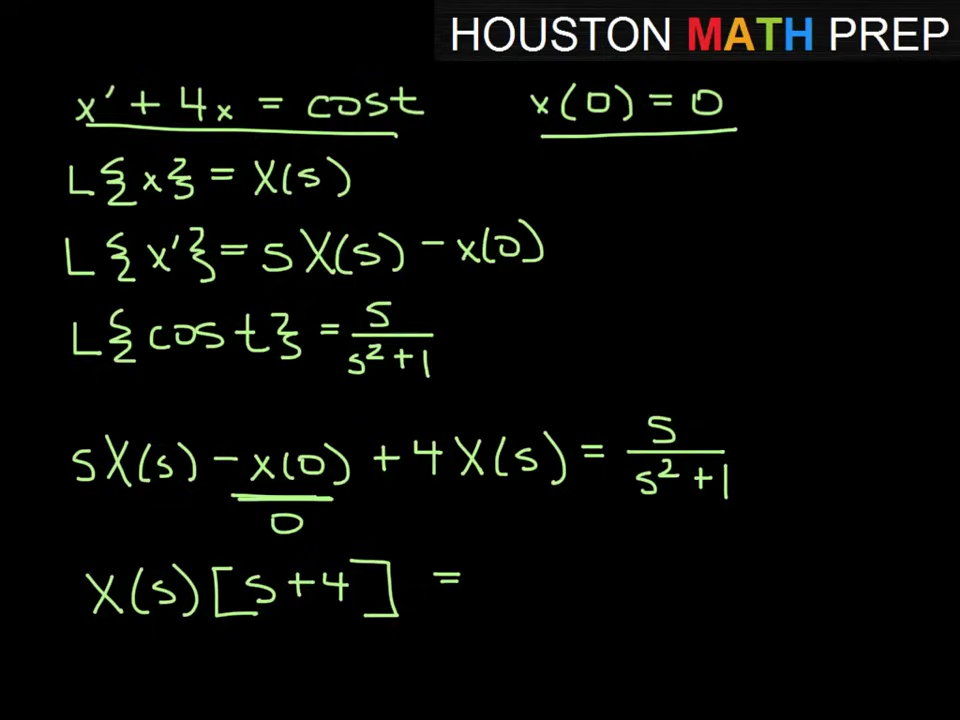 HOUSTON MATH PREP
x' + 4x = cost x(0) = 0
L{x} = X(s)
L{x'} = sX(s) - x(0)
L{cost} = s/(s²+1)
sX(s) - x(0) + 4X(s) = s/(s²+1)
0
X(s)[s+4] =